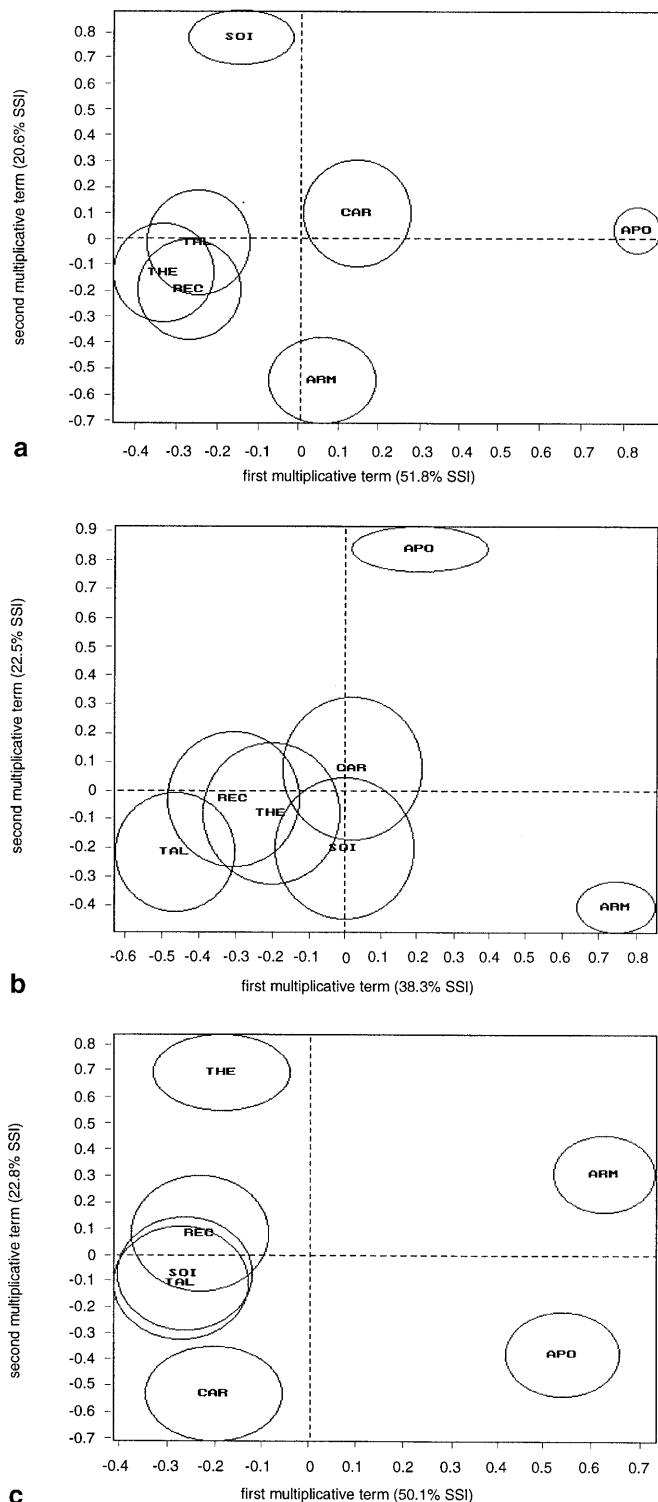 0.8
0.7
0.6
0.5
0.4
0.3
0.2
0.1
0
-0.1
-0.2
-0.3
-0.4
-0.5
-0.6
-0.7
second multiplicative term (20.6% SSI)
SOI
CAR
APO
TAL
THE
REC
ARM
a
-0.4 -0.3 -0.2 -0.1 0 0.1 0.2 0.3 0.4 0.5 0.6 0.7 0.8
first multiplicative term (51.8% SSI)
0.9
0.8
0.7
0.6
0.5
0.4
0.3
0.2
0.1
0
-0.1
-0.2
-0.3
-0.4
second multiplicative term (22.5% SSI)
APO
CAR
REC
THE
SOI
TAL
ARM
b
-0.6 -0.5 -0.4 -0.3 -0.2 -0.1 0 0.1 0.2 0.3 0.4 0.5 0.6 0.7 0.8
first multiplicative term (38.3% SSI)
0.8
0.7
0.6
0.5
0.4
0.3
0.2
0.1
0
-0.1
-0.2
-0.3
-0.4
-0.5
-0.6
-0.7
second multiplicative term (22.8% SSI)
THE
ARM
REC
SOI
TAL
APO
CAR
c
-0.4 -0.3 -0.2 -0.1 0 0.1 0.2 0.3 0.4 0.5 0.6 0.7
first multiplicative term (50.1% SSI)